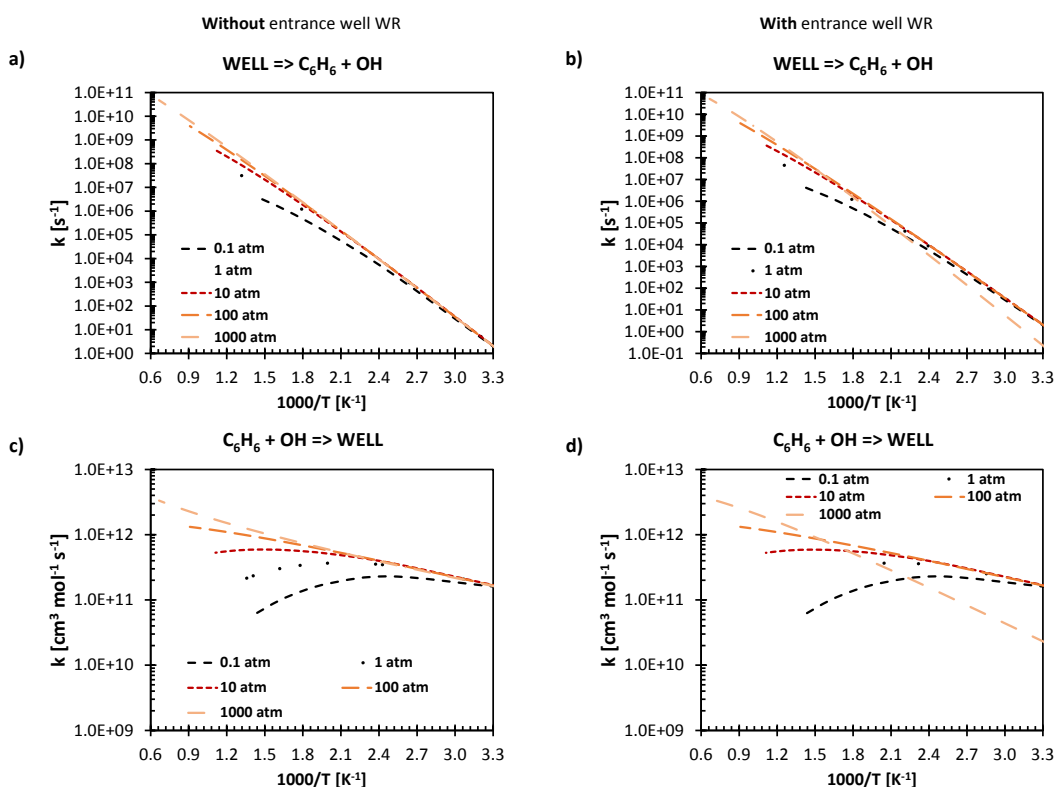 Without entrance well WR
With entrance well WR
a)
WELL => C₆H₆ + OH
1.0E+11
1.0E+10
1.0E+09
1.0E+08
1.0E+07
1.0E+06
1.0E+05
1.0E+04
1.0E+03
1.0E+02
1.0E+01
1.0E+00
k [s⁻¹]
0.1 atm
1 atm
10 atm
100 atm
1000 atm
0.6 0.9 1.2 1.5 1.8 2.1 2.4 2.7 3.0 3.3
1000/T [K⁻¹]
b)
WELL => C₆H₆ + OH
1.0E+11
1.0E+10
1.0E+09
1.0E+08
1.0E+07
1.0E+06
1.0E+05
1.0E+04
1.0E+03
1.0E+02
1.0E+01
1.0E+00
1.0E-01
k [s⁻¹]
0.1 atm
1 atm
10 atm
100 atm
1000 atm
0.6 0.9 1.2 1.5 1.8 2.1 2.4 2.7 3.0 3.3
1000/T [K⁻¹]
c)
C₆H₆ + OH => WELL
1.0E+13
1.0E+12
1.0E+11
1.0E+10
1.0E+09
k [cm³ mol⁻¹ s⁻¹]
0.1 atm 1 atm
10 atm 100 atm
1000 atm
0.6 0.9 1.2 1.5 1.8 2.1 2.4 2.7 3.0 3.3
1000/T [K⁻¹]
d)
C₆H₆ + OH => WELL
1.0E+13
1.0E+12
1.0E+11
1.0E+10
1.0E+09
k [cm³ mol⁻¹ s⁻¹]
0.1 atm 1 atm
10 atm 100 atm
1000 atm
0.6 0.9 1.2 1.5 1.8 2.1 2.4 2.7 3.0 3.3
1000/T [K⁻¹]